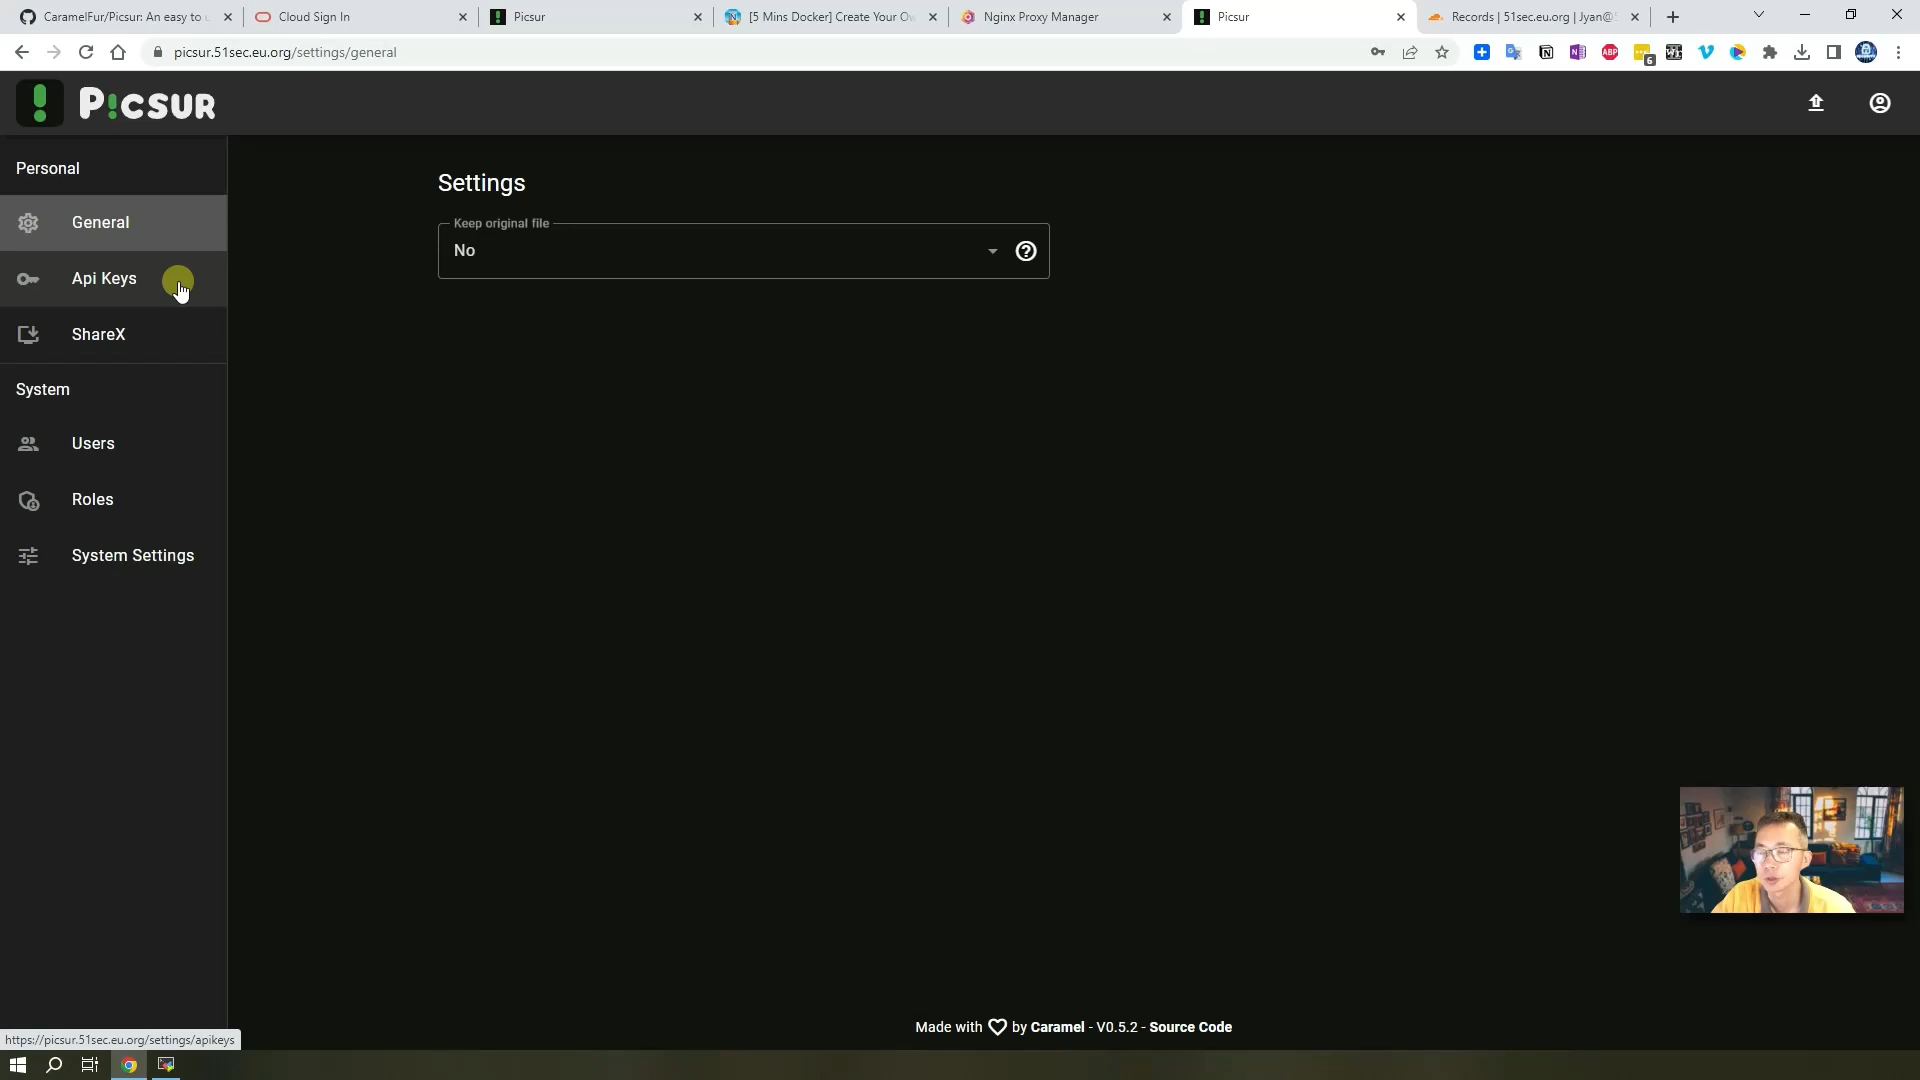 CaramelFur/Picsur: An easy to u
Cloud Sign In
Picsur
[5 Mins Docker] Create Your Ow
Nginx Proxy Manager
Picsur
Records | 51sec.eu.org | Jyan@5
picsur.51sec.eu.org/settings/general
ABP
6
P!CSUR
Personal
General
Api Keys
ShareX
System
Users
Roles
System Settings
Settings
Keep original file
No
Made with by Caramel - V0.5.2 - Source Code
https://picsur.51sec.eu.org/settings/apikeys